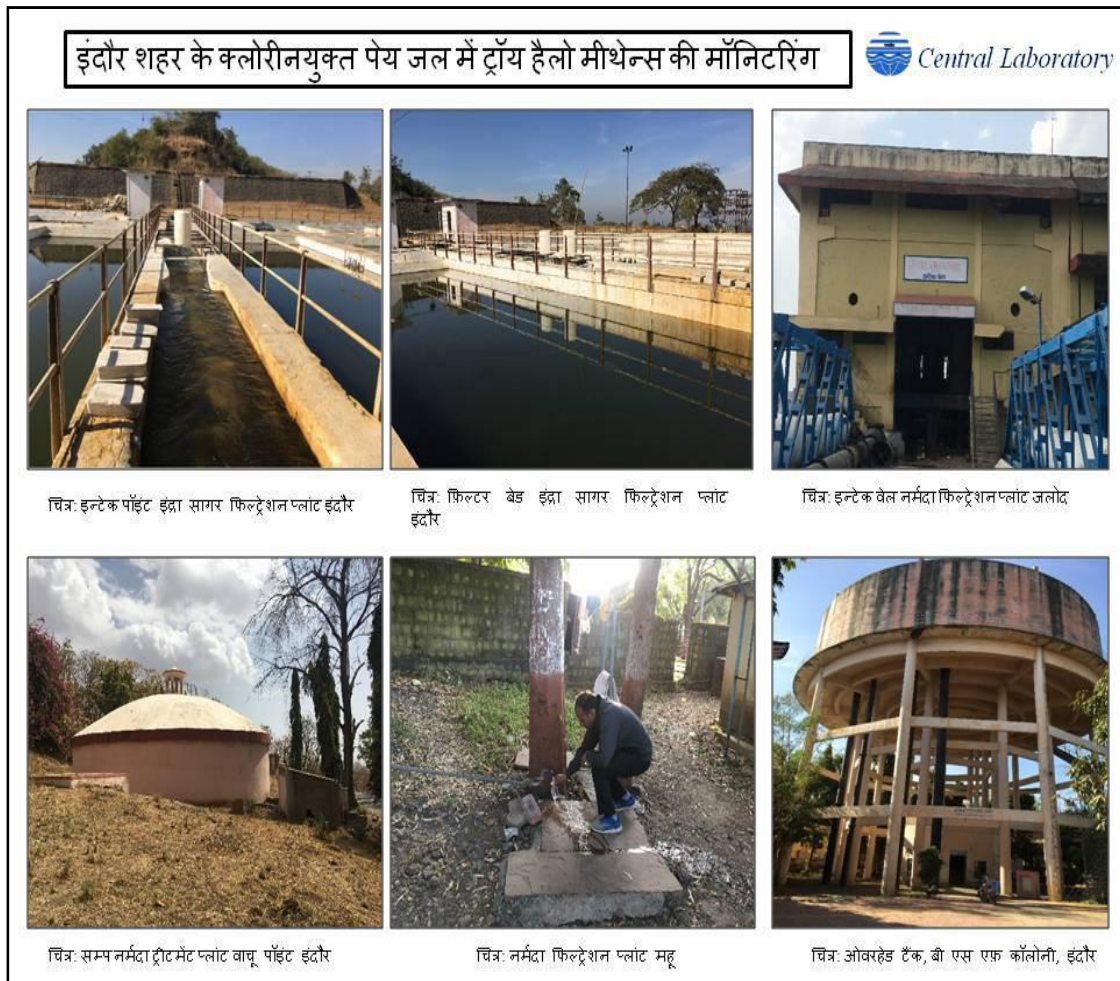 इंदौर शहर के क्लोरीनयुक्त पेय जल में ट्रॉय हैलो मीथेन्स की मॉनिटरिंग
Central Laboratory
चित्र: इन्टेक पॉइंट इंद्रा सागर फिल्ट्रेशन प्लांट इंदौर
चित्र: फ़िल्टर बेड इंद्रा सागर फिल्ट्रेशन प्लांट
इंदौर
चित्र: इन्टेक वेल नर्मदा फिल्ट्रेशन प्लांट जलोद
चित्र: सम्प नर्मदा ट्रीटमेंट प्लांट वाचू पॉइंट इंदौर
चित्र: नर्मदा फिल्ट्रेशन प्लांट महू
चित्र: ओवरहेड टैंक, बी एस एफ़ कॉलोनी, इंदौर